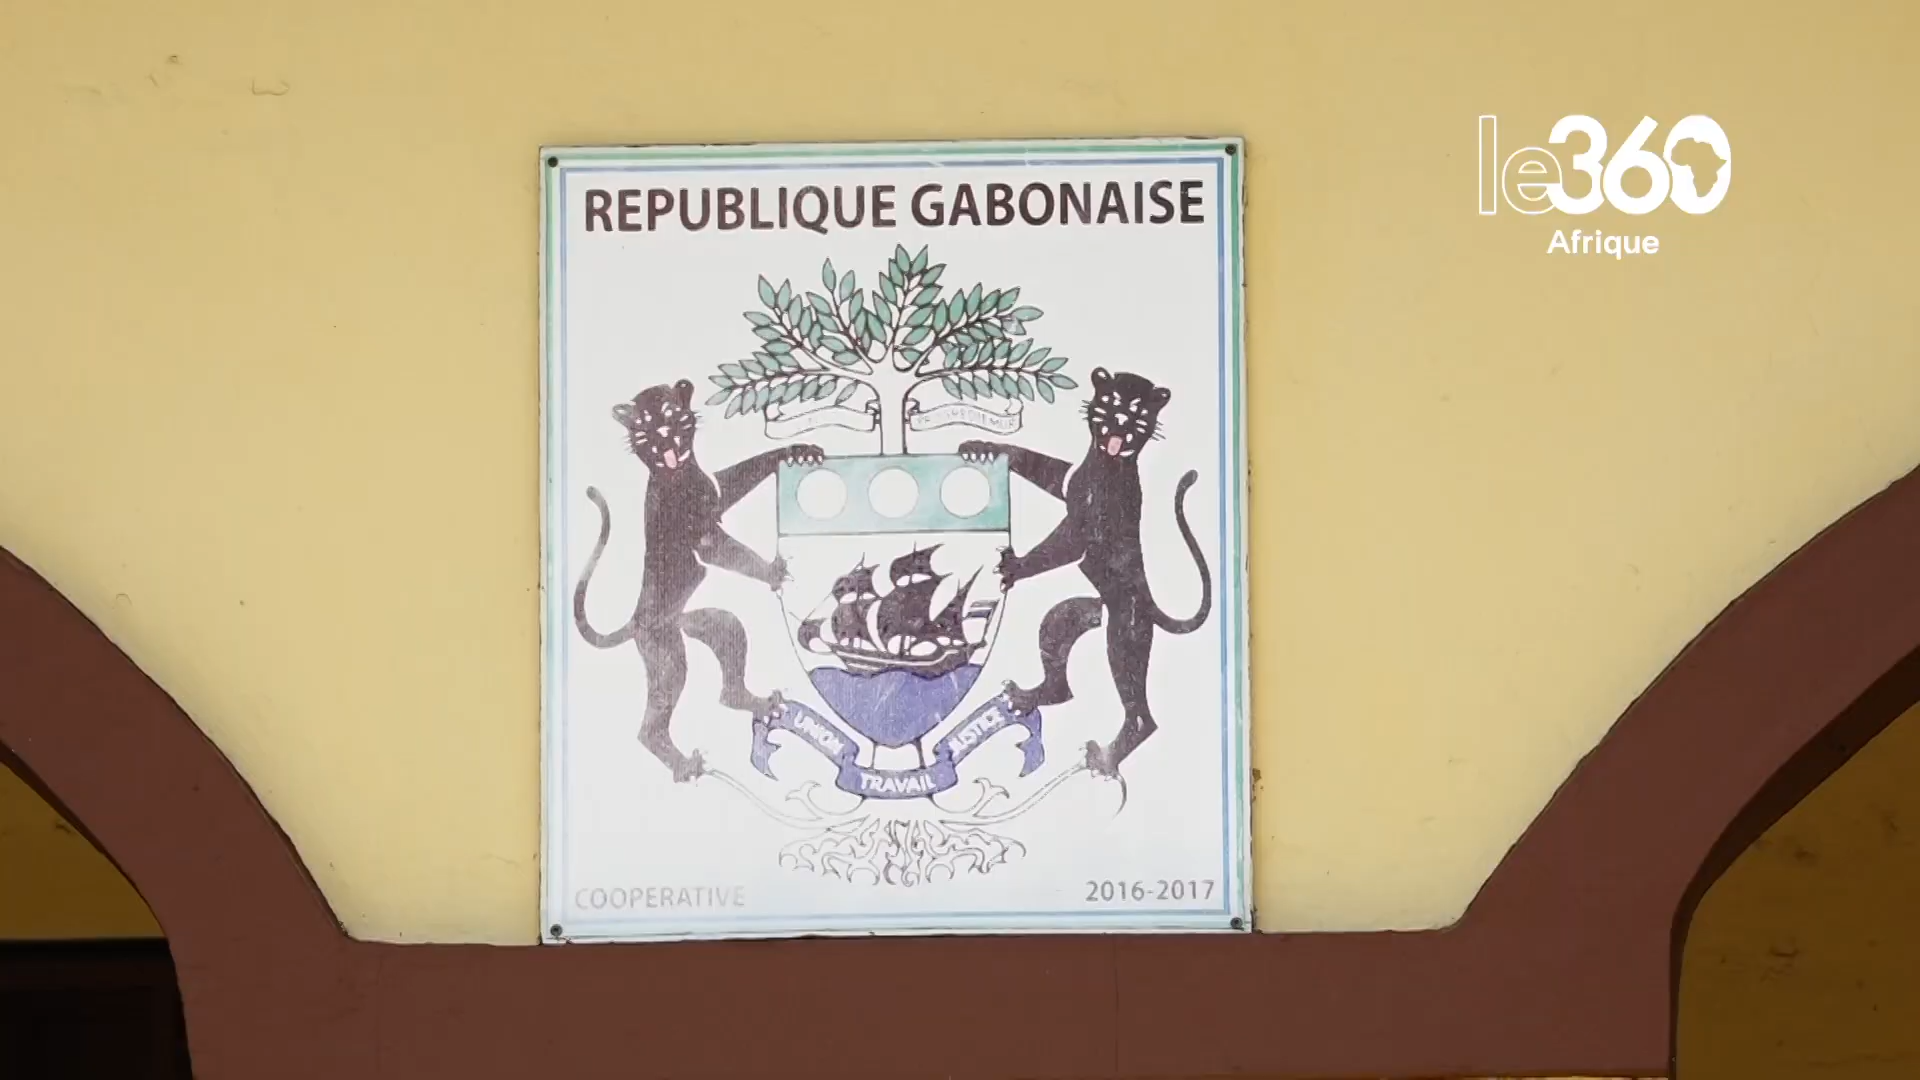 REPUBLIQUE GABONAISE
le360
Afrique
UNION
TRAVAIL
JUSTICE
COOPERATIVE
2016-2017